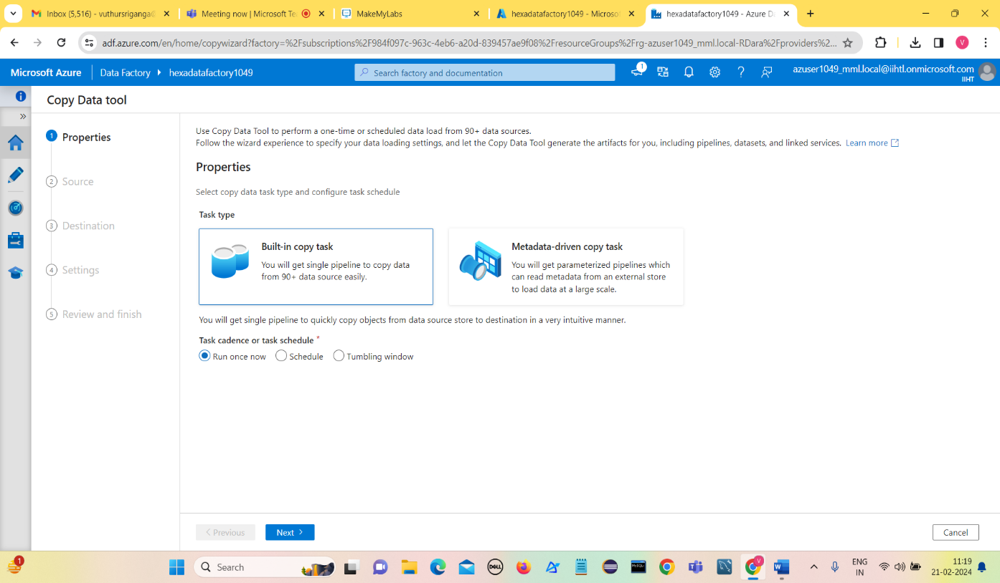 Inbox (5,516) - vuthursriganga@
Meeting now | Microsoft Te
MakeMyLabs
hexadatafactory1049 - Microso
hexadatafactory1049 - Azure Da
adf.azure.com/en/home/copywizard?factory=%2Fsubscriptions%2F984f097c-963c-4eb6-a20d-839457ae9f08%2FresourceGroups%2Frg-azuser1049_mml.local-RDara%2Fproviders%2...
V
Microsoft Azure
Data Factory
hexadatafactory1049
Search factory and documentation
1
azuser1049_mml.local@iihtl.onmicrosoft.com
IIHT
Copy Data tool
1 Properties
2 Source
3 Destination
4 Settings
5 Review and finish
Use Copy Data Tool to perform a one-time or scheduled data load from 90+ data sources.
Follow the wizard experience to specify your data loading settings, and let the Copy Data Tool generate the artifacts for you, including pipelines, datasets, and linked services. Learn more
Properties
Select copy data task type and configure task schedule
Task type
Built-in copy task
You will get single pipeline to copy data
from 90+ data source easily.
Metadata-driven copy task
You will get parameterized pipelines which
can read metadata from an external store
to load data at a large scale.
You will get single pipeline to quickly copy objects from data source store to destination in a very intuitive manner.
Task cadence or task schedule *
Run once now
Schedule
Tumbling window
< Previous
Next >
Cancel
1
Search
DELL
MySQL
V
W
ENG
IN
11:19
21-02-2024